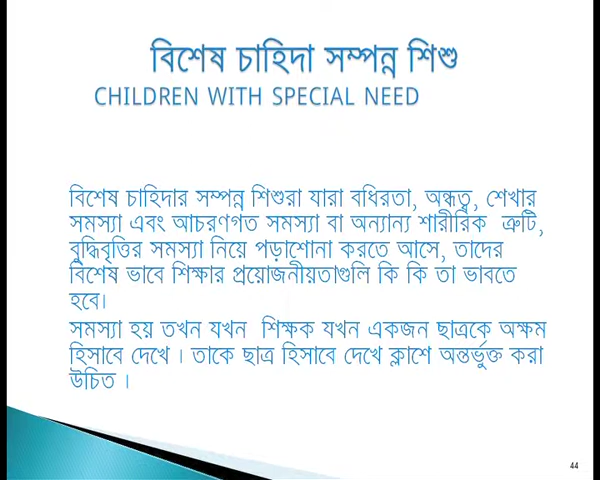 বিশেষ চাহিদা সম্পন্ন শিশু
CHILDREN WITH SPECIAL NEED
বিশেষ চাহিদার সম্পন্ন শিশুরা যারা বধিরতা, অন্ধত্ব, শেখার
সমস্যা এবং আচরণগত সমস্যা বা অন্যান্য শারীরিক ত্রুটি,
বুদ্ধিবৃত্তির সমস্যা নিয়ে পড়াশোনা করতে আসে, তাদের
বিশেষ ভাবে শিক্ষার প্রয়োজনীয়তাগুলি কি কি তা ভাবতে
হবে।
সমস্যা হয় তখন যখন শিক্ষক যখন একজন ছাত্রকে অক্ষম
হিসাবে দেখে । তাকে ছাত্র হিসাবে দেখে ক্লাশে অন্তর্ভুক্ত করা
উচিত ।
44